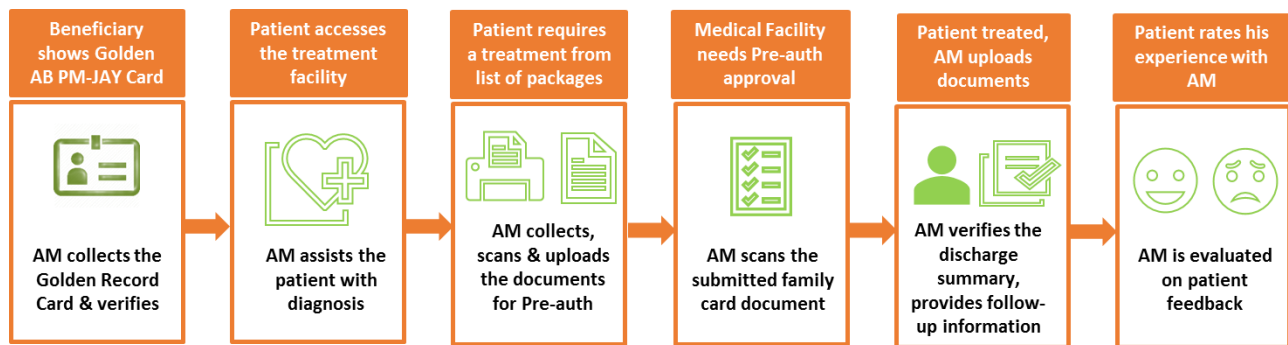 Beneficiary
shows Golden
AB PM-JAY Card
AM collects the
Golden Record
Card & verifies
Patient accesses
the treatment
facility
AM assists the
patient with
diagnosis
Patient requires
a treatment from
list of packages
AM collects,
scans & uploads
the documents
for Pre-auth
Medical Facility
needs Pre-auth
approval
AM scans the
submitted family
card document
Patient treated,
AM uploads
documents
AM verifies the
discharge
summary,
provides follow-
up information
Patient rates his
experience with
AM
AM is evaluated
on patient
feedback